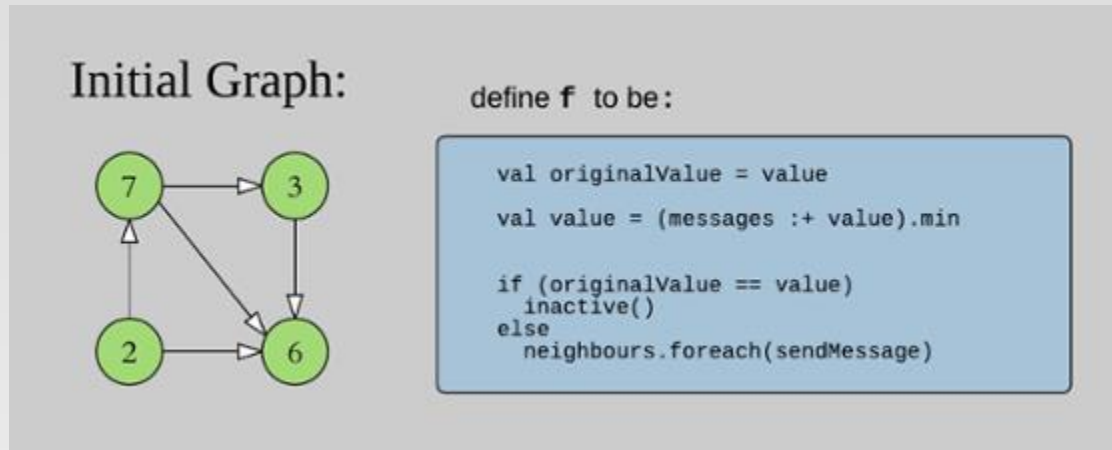 Initial Graph:
define f to be:
7
3
2
6
val originalValue = value
val value = (messages :+ value).min
if (originalValue == value)
inactive()
else
neighbours.foreach(sendMessage)